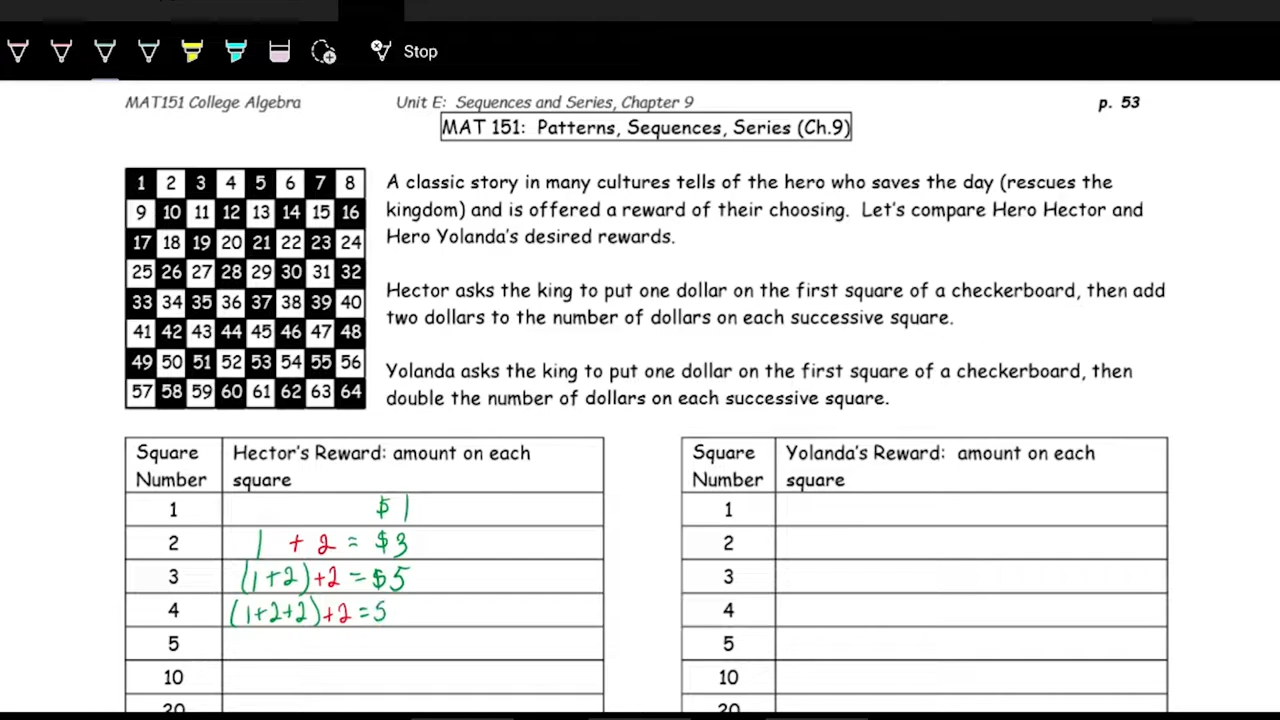 Stop
MAT151 College Algebra Unit E: Sequences and Series, Chapter 9 p. 53
MAT 151: Patterns, Sequences, Series (Ch.9)
1 2 3 4 5 6 7 8
9 10 11 12 13 14 15 16
17 18 19 20 21 22 23 24
25 26 27 28 29 30 31 32
33 34 35 36 37 38 39 40
41 42 43 44 45 46 47 48
49 50 51 52 53 54 55 56
57 58 59 60 61 62 63 64
A classic story in many cultures tells of the hero who saves the day (rescues the
kingdom) and is offered a reward of their choosing. Let's compare Hero Hector and
Hero Yolanda's desired rewards.
Hector asks the king to put one dollar on the first square of a checkerboard, then add
two dollars to the number of dollars on each successive square.
Yolanda asks the king to put one dollar on the first square of a checkerboard, then
double the number of dollars on each successive square.
Square Number
Hector's Reward: amount on each
square
1 $ 1
2 1 + 2 = $3
3 (1+2)+2 = $5
4 (1+2+2)+2 = 5
5
10
20
Square Number
Yolanda's Reward: amount on each
square
1
2
3
4
5
10
20